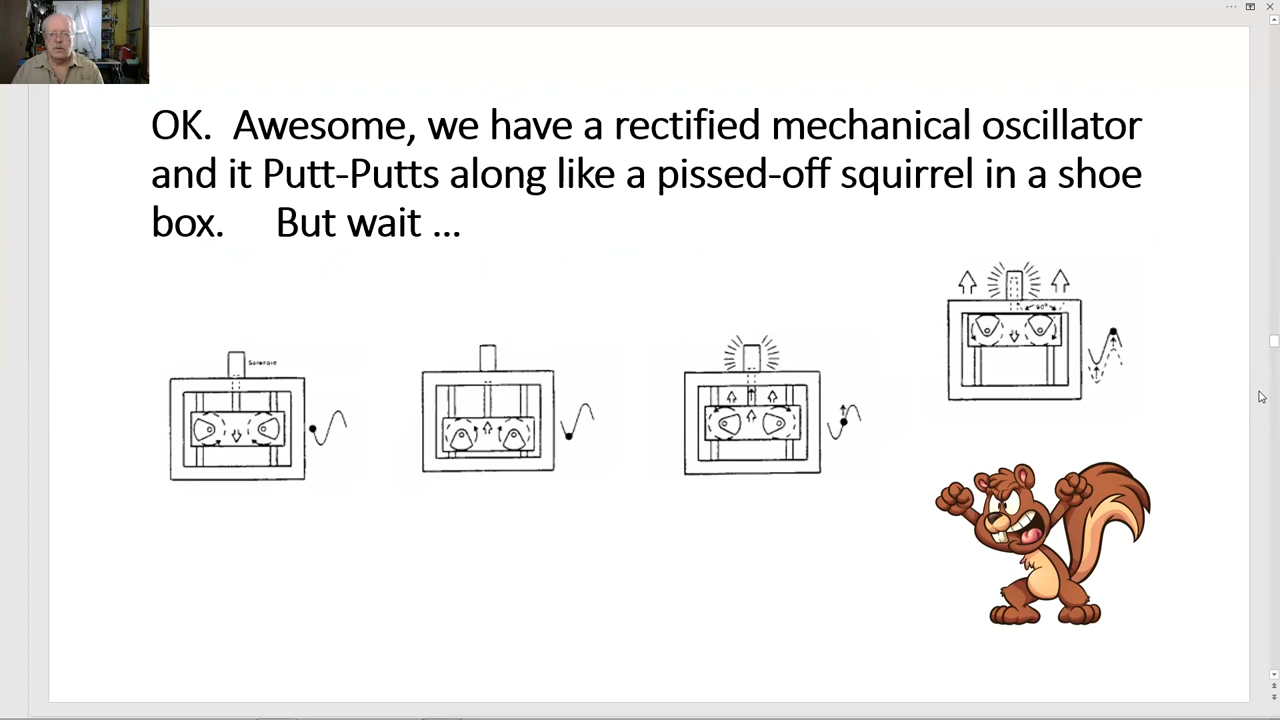 OK.  Awesome, we have a rectified mechanical oscillator
and it Putt-Putts along like a pissed-off squirrel in a shoe
box.    But wait ...
90°